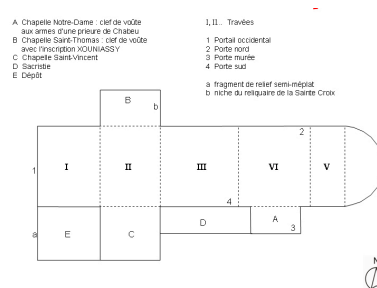 A Chapelle Notre-Dame : clef de voûte
aux armes d'une prieure de Chabeu
B Chapelle Saint-Thomas : clef de voûte
avec l'inscription XOUNIASSY
C Chapelle Saint-Vincent
D Sacristie
E Dépôt
I, II... Travées
1 Portail occidental
2 Porte nord
3 Porte murée
4 Porte sud
a fragment de relief semi-méplat
b niche du reliquaire de la Sainte Croix
B
b
2
1
I
II
III
VI
V
4
a
E
C
D
A
3
N